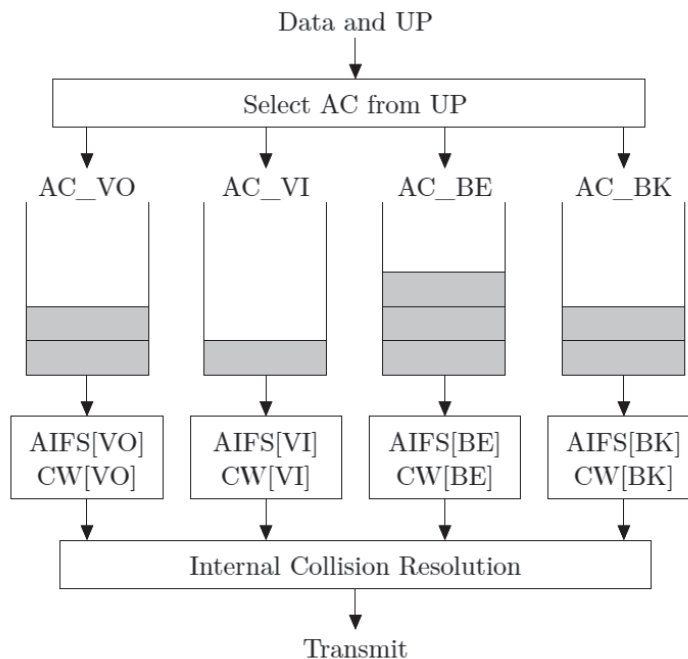 Data and UP
Select AC from UP
AC_VO AC_VI AC_BE AC_BK
AIFS[VO] AIFS[VI] AIFS[BE] AIFS[BK]
CW[VO] CW[VI] CW[BE] CW[BK]
Internal Collision Resolution
Transmit